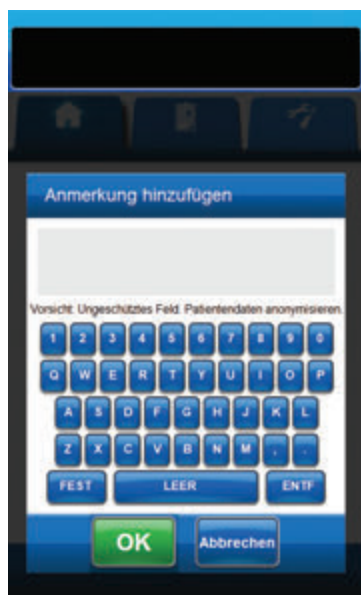 Anmerkung hinzufügen
Vorsicht: Ungeschütztes Feld. Patientendaten anonymisieren.
1 2 3 4 5 6 7 8 9 0
Q W E R T Y U I O P
A S D F G H J K L
Z X C V B N M , .
FEST LEER ENTF
OK Abbrechen